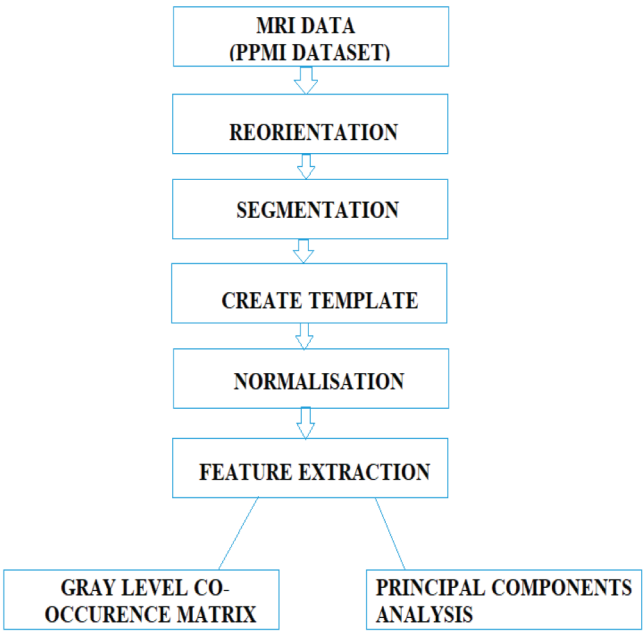 MRI DATA
(PPMI DATASET)
REORIENTATION
SEGMENTATION
CREATE TEMPLATE
NORMALISATION
FEATURE EXTRACTION
GRAY LEVEL CO-
OCCURENCE MATRIX
PRINCIPAL COMPONENTS
ANALYSIS